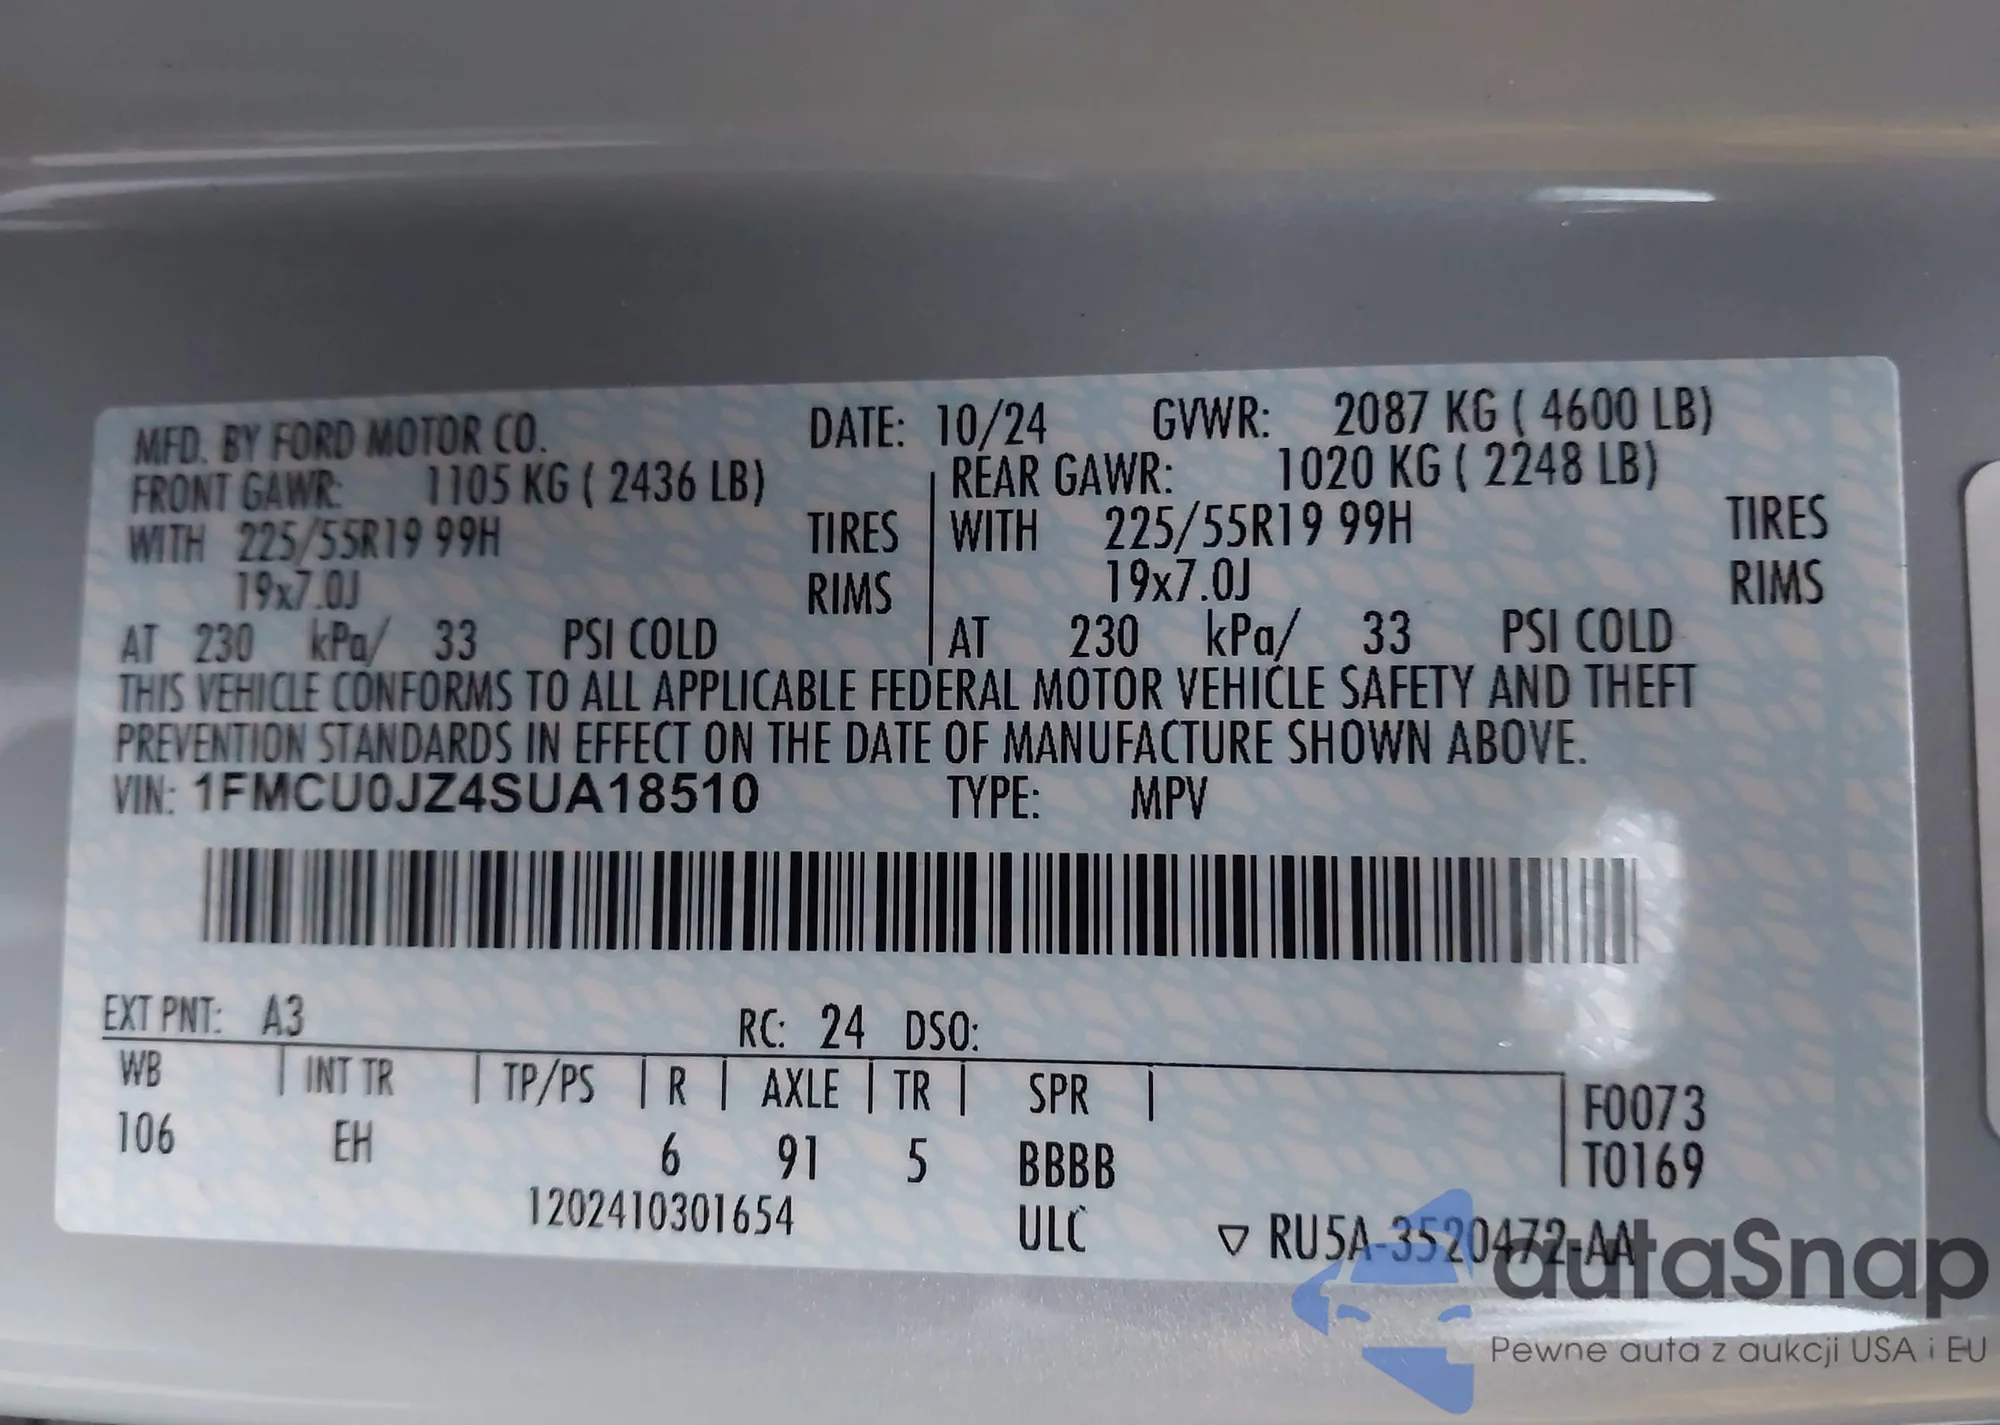 MFD. BY FORD MOTOR CO. DATE: 10/24 GVWR: 2087 KG ( 4600 LB)
FRONT GAWR: 1105 KG ( 2436 LB) REAR GAWR: 1020 KG ( 2248 LB)
WITH 225/55R19 99H TIRES WITH 225/55R19 99H TIRES
19x7.0J RIMS 19x7.0J RIMS
AT 230 kPa/ 33 PSI COLD AT 230 kPa/ 33 PSI COLD
THIS VEHICLE CONFORMS TO ALL APPLICABLE FEDERAL MOTOR VEHICLE SAFETY AND THEFT
PREVENTION STANDARDS IN EFFECT ON THE DATE OF MANUFACTURE SHOWN ABOVE.
VIN: 1FMCU0JZ4SUA18510 TYPE: MPV
EXT PNT: A3 RC: 24 DSO:
WB INT TR TP/PS R AXLE TR SPR F0073
106 EH 6 91 5 BBBB T0169
1202410301654 ULC ▽ RU5A-3520472-AA
autaSnap
Pewne auta z aukcji USA i EU